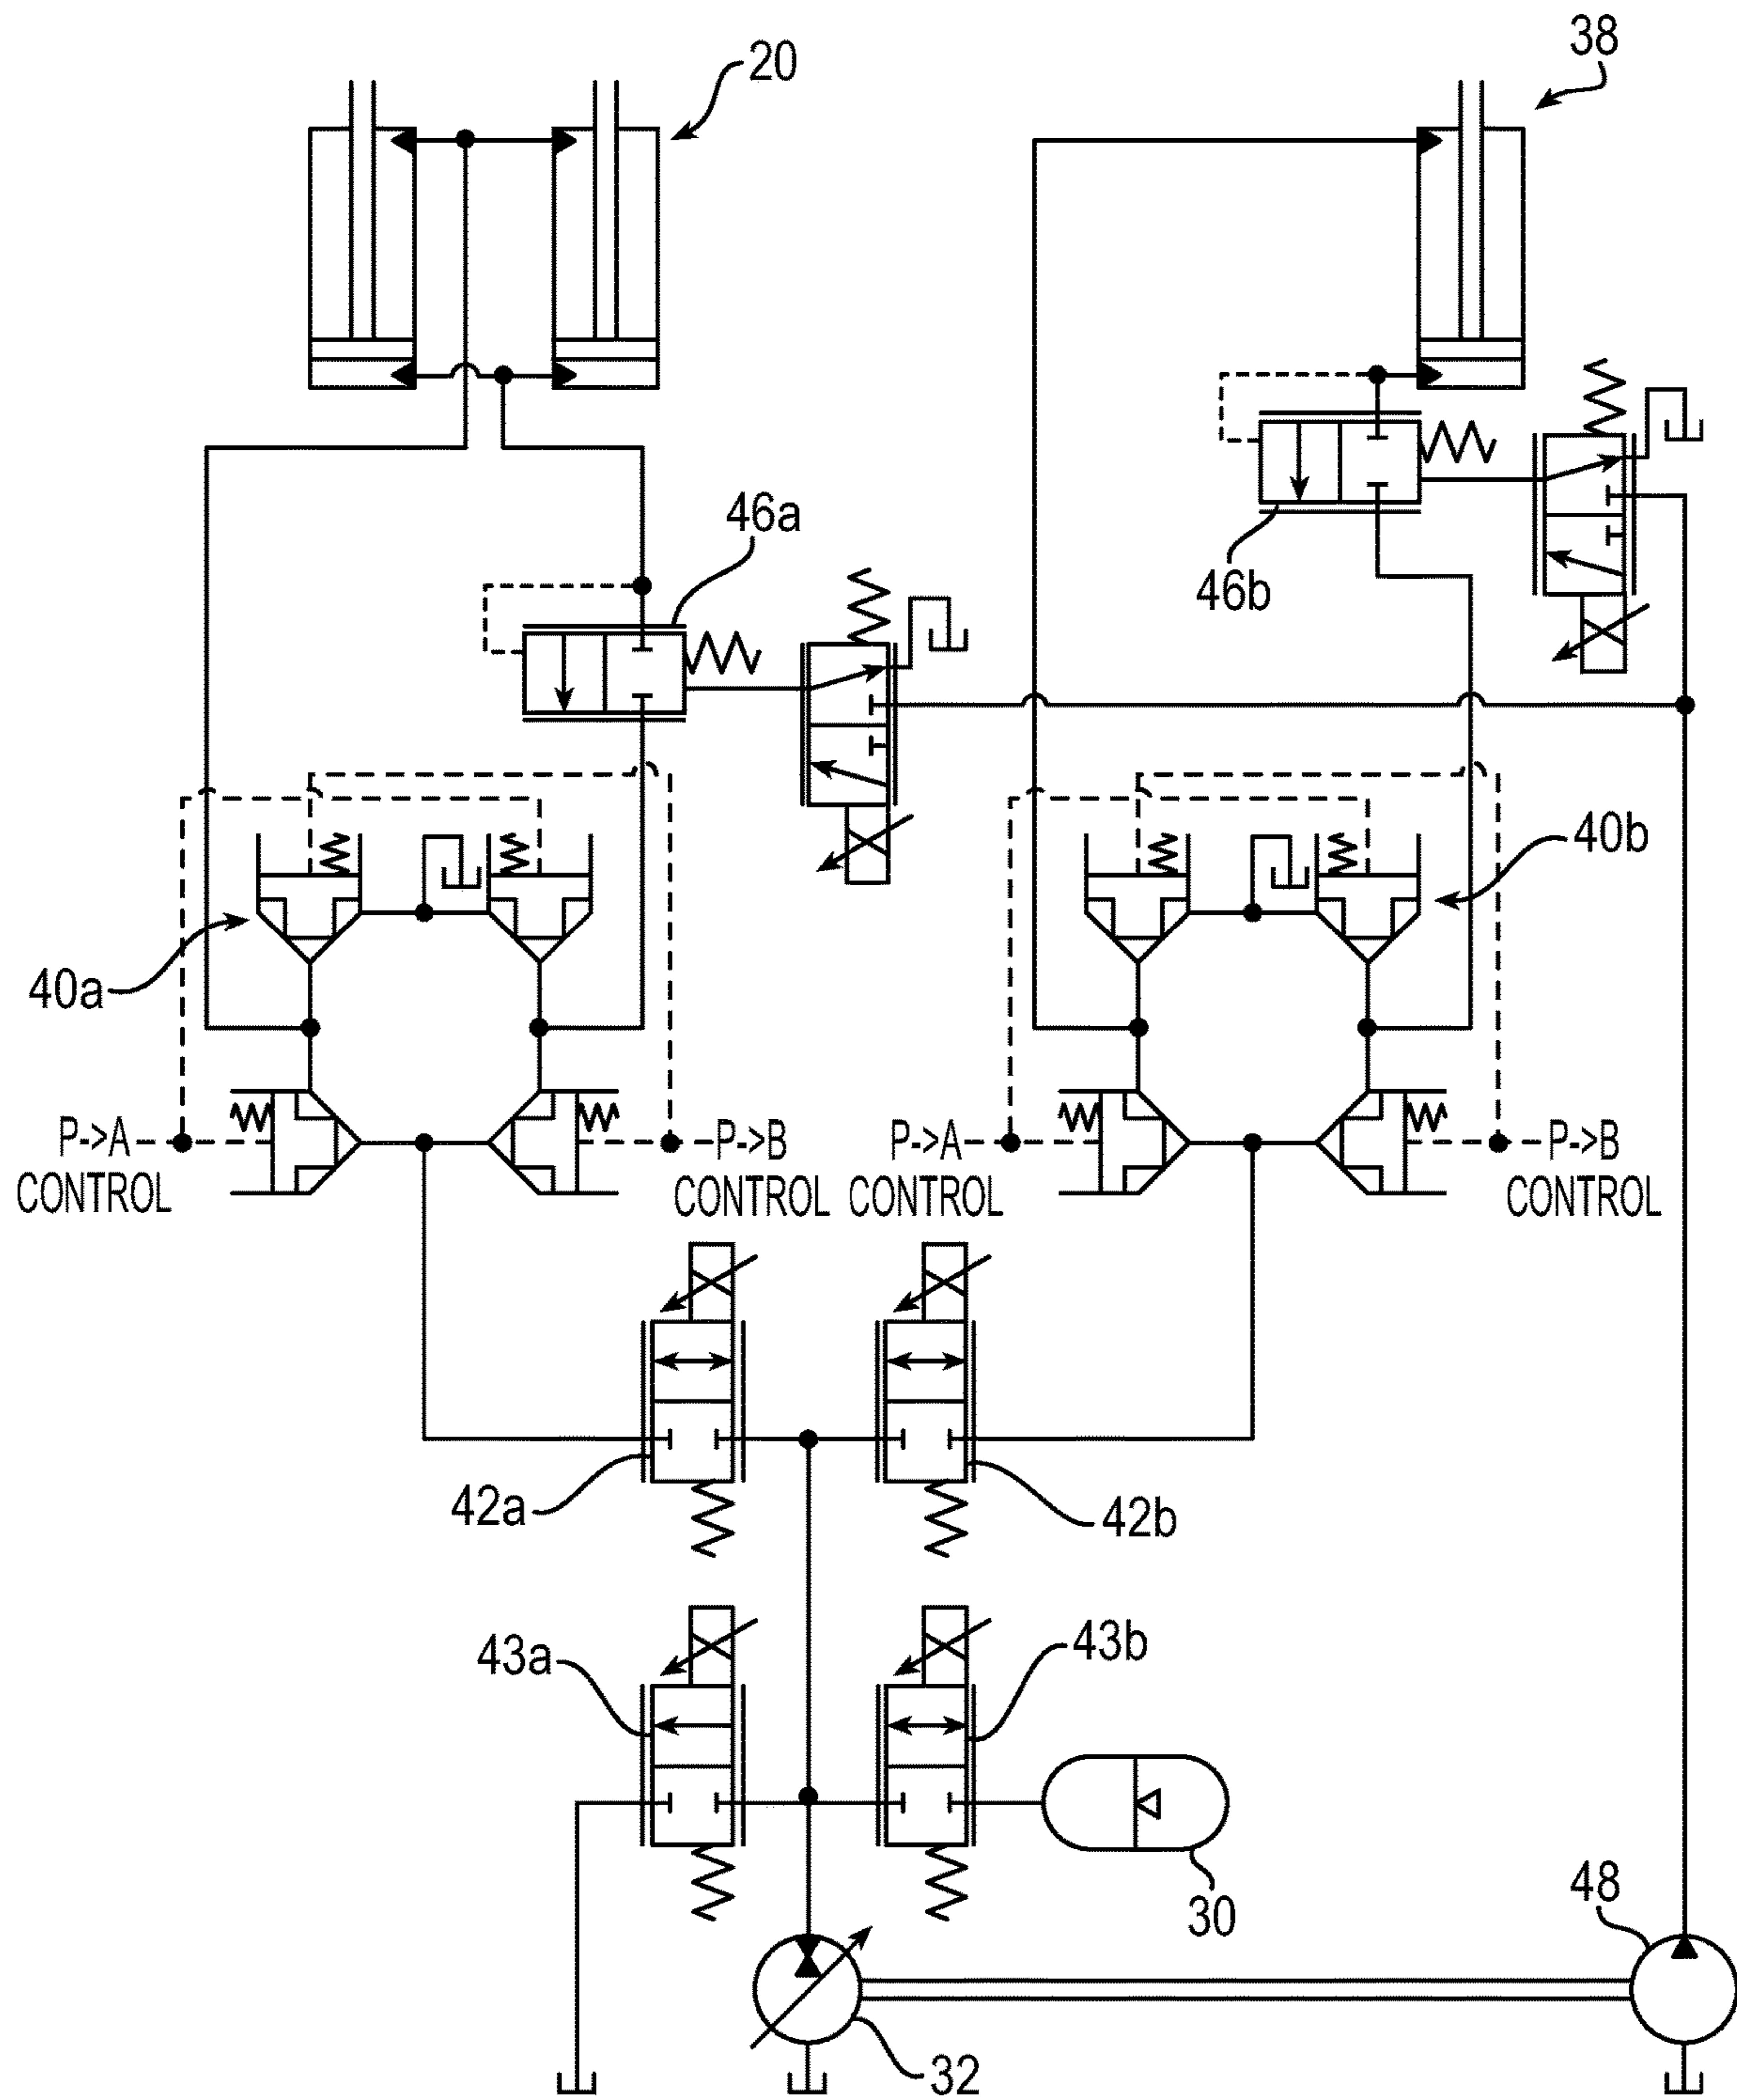 38
20
46a
46b
40b
40a
P->A CONTROL
P->B CONTROL
P->A CONTROL
P->B CONTROL
42a
42b
43a
43b
30
48
32